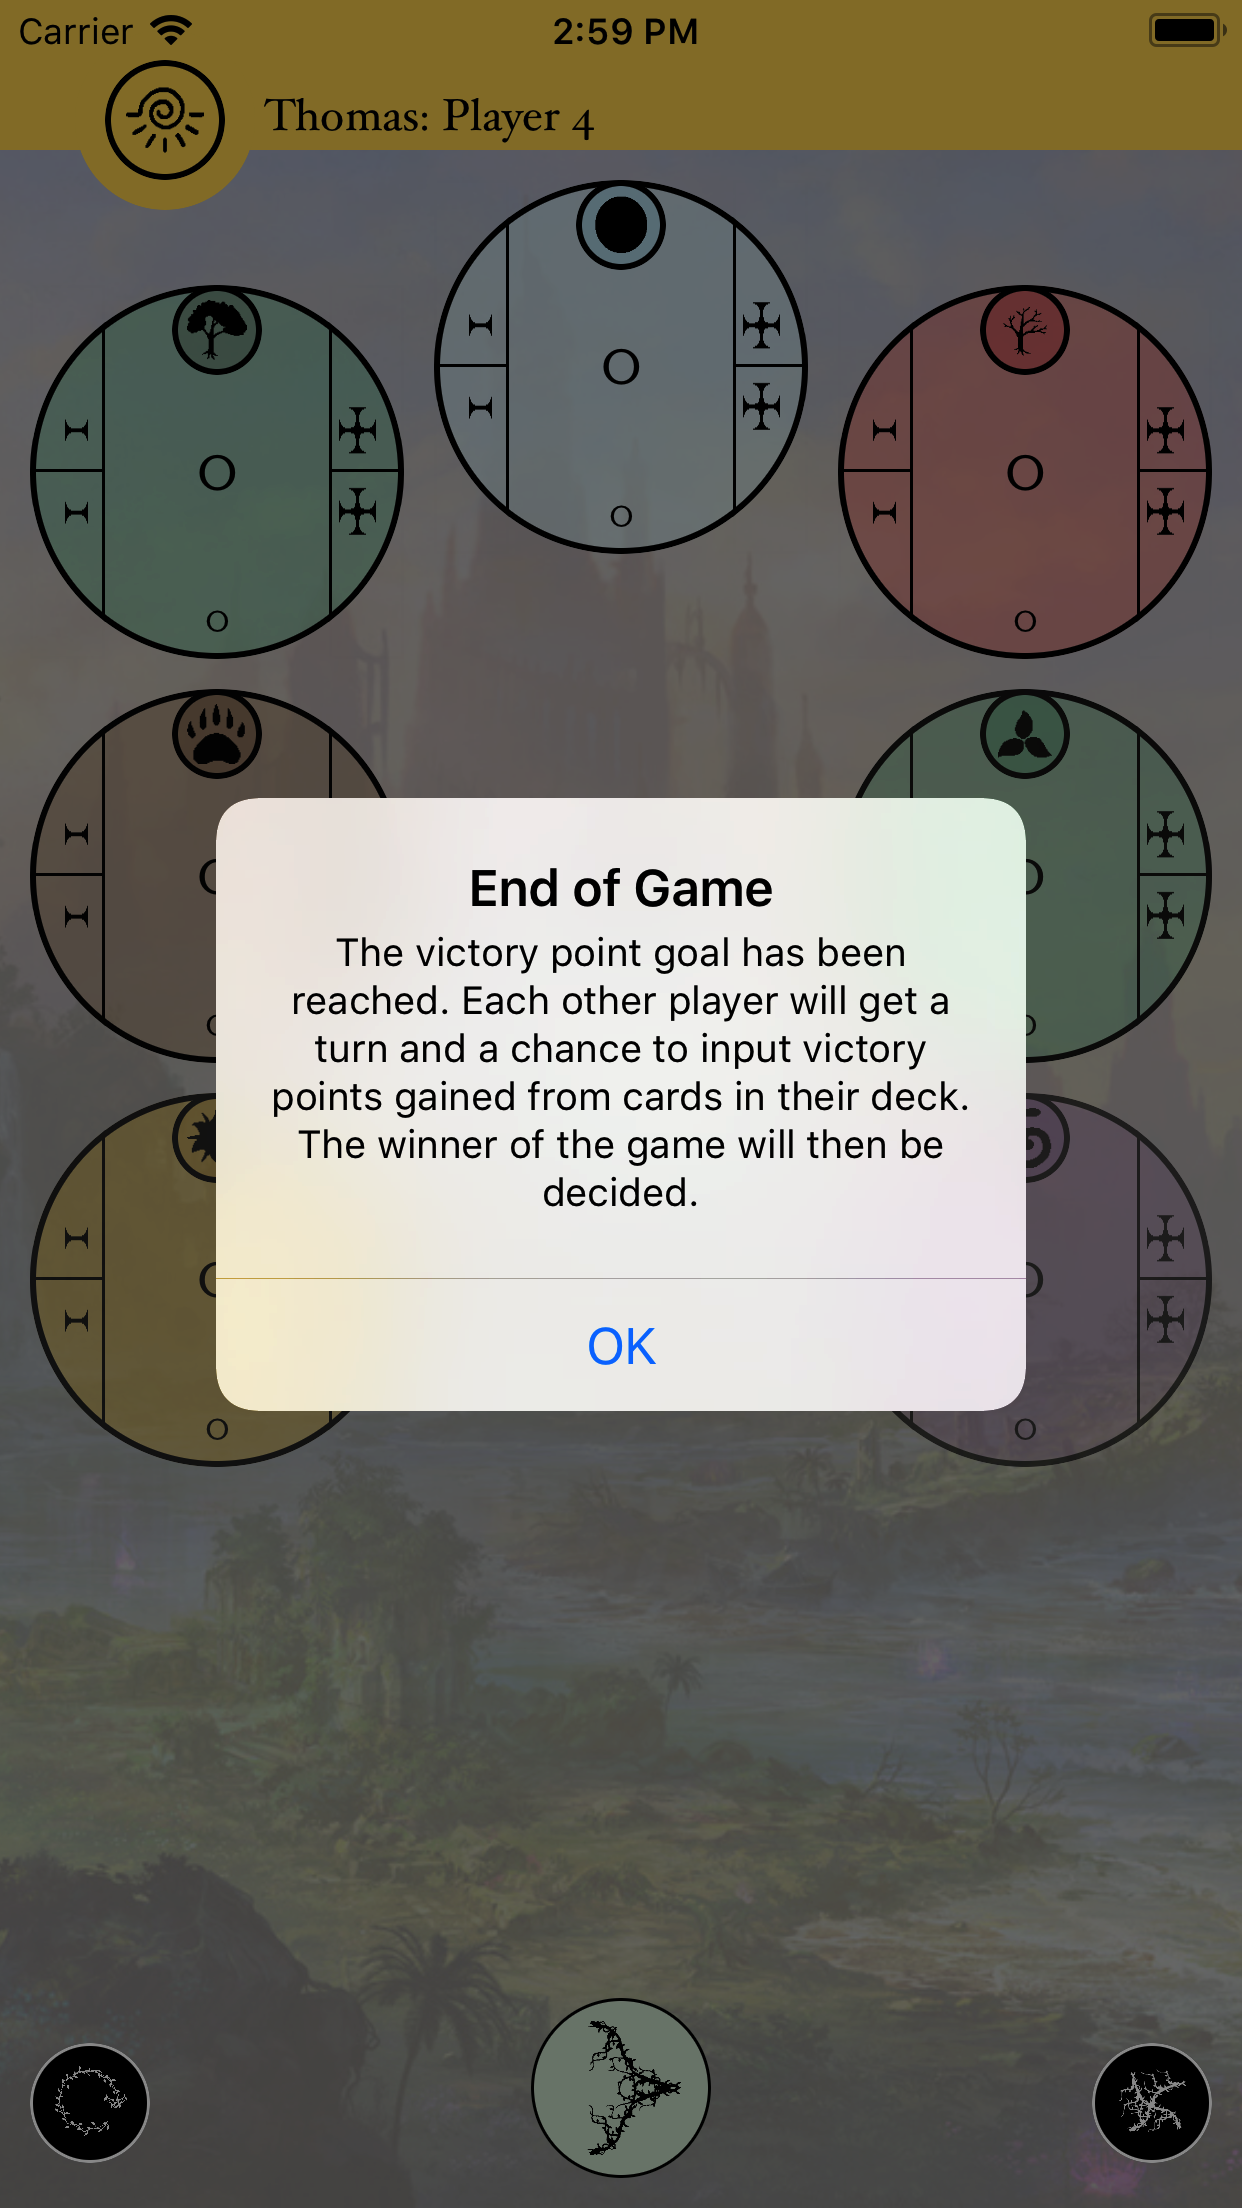 Carrier
2:59 PM
Thomas: Player 4
0
0
0
0
0
0
End of Game
The victory point goal has been
reached. Each other player will get a
turn and a chance to input victory
points gained from cards in their deck.
The winner of the game will then be
decided.
OK
0
0